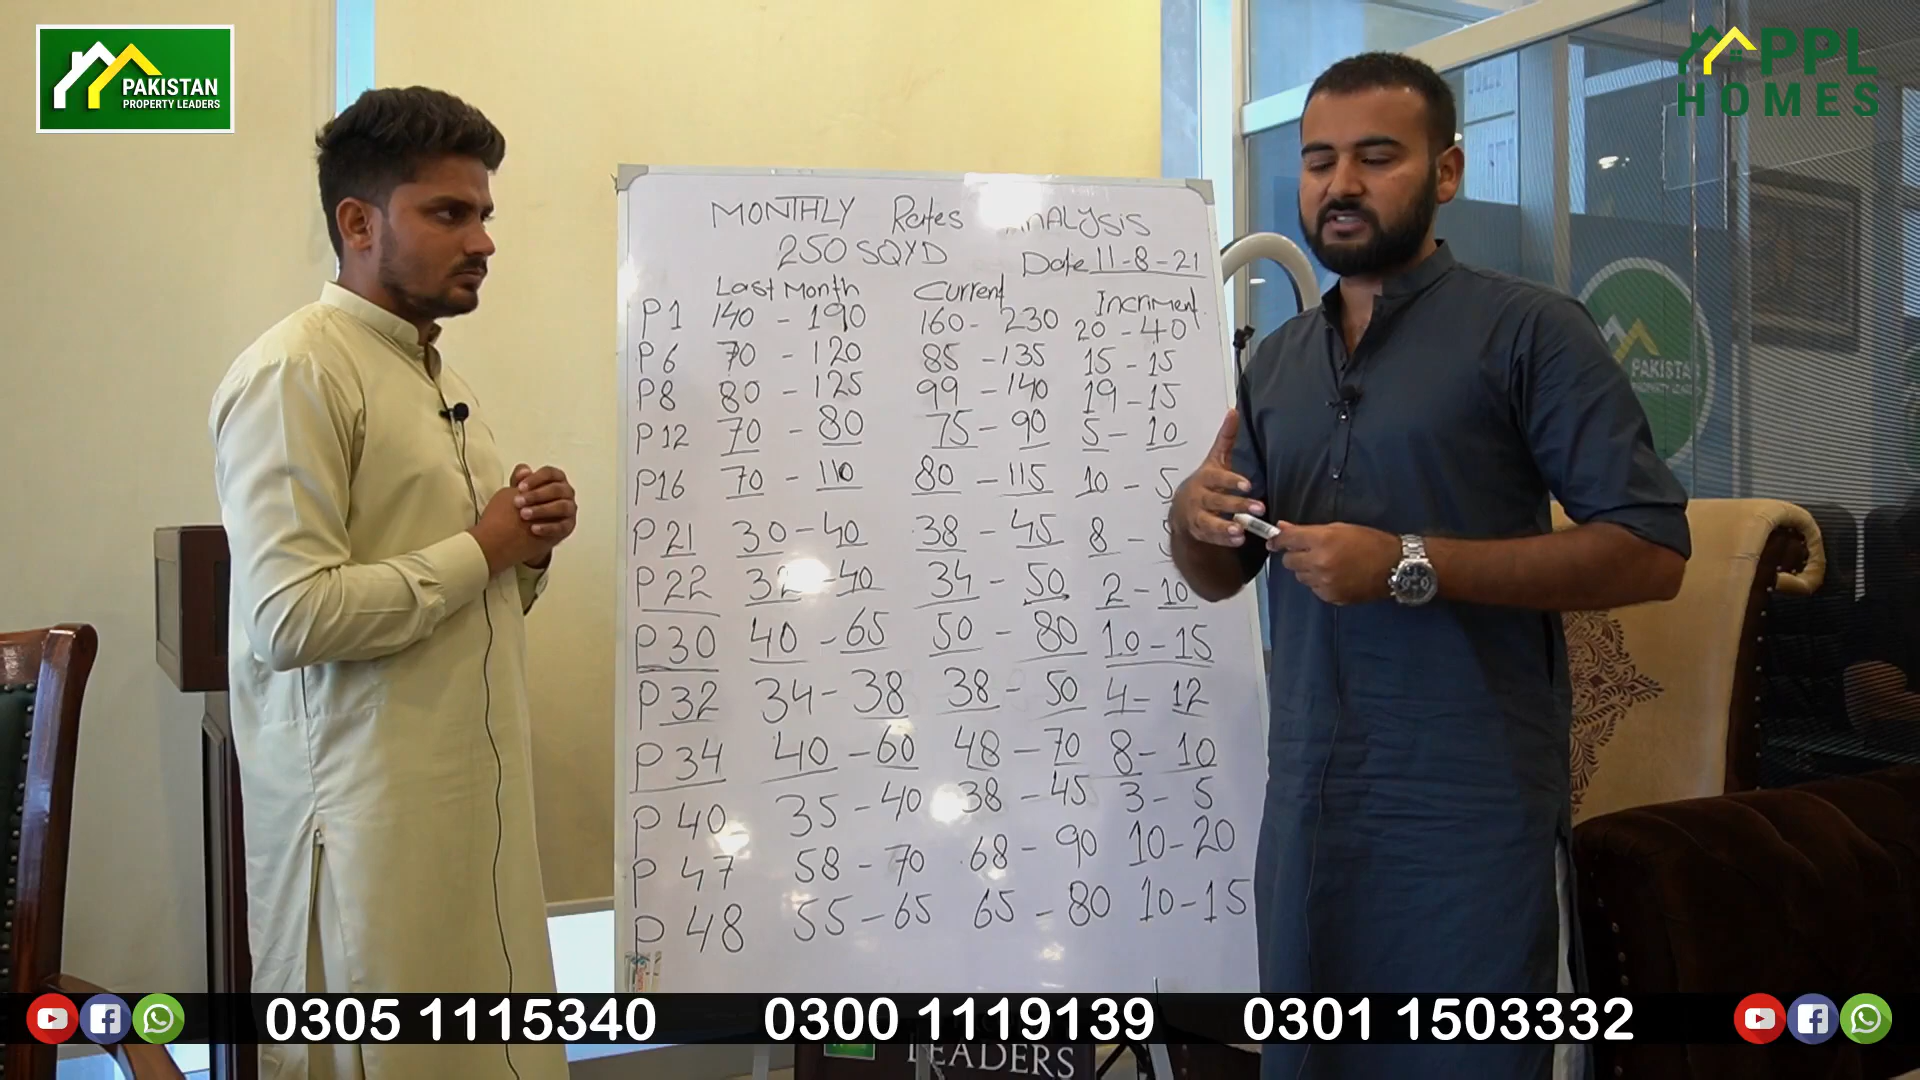 PAKISTAN
PROPERTY LEADERS
PPL
HOMES
MONTHLY Rates ANALYSIS
250 SQYD
Date 11-8-21
Last Month Current Incriment
P1 140 - 190 160 - 230 20 - 40
P6 70 - 120 85 - 135 15 - 15
P8 80 - 125 99 - 140 19 - 15
P12 70 - 80 75 - 90 5 - 10
P16 70 - 110 80 - 115 10 - 5
P21 30 - 40 38 - 45 8 -
P22 32 - 40 34 - 50 2 - 10
P30 40 - 65 50 - 80 10 - 15
P32 34 - 38 38 - 50 4 - 12
P34 40 - 60 48 - 70 8 - 10
P40 35 - 40 38 - 45 3 - 5
P47 58 - 70 68 - 90 10 - 20
P48 55 - 65 65 - 80 10 - 15
PAKISTA
PROPERTY LEAD
0305 1115340 0300 1119139 0301 1503332
LEADERS